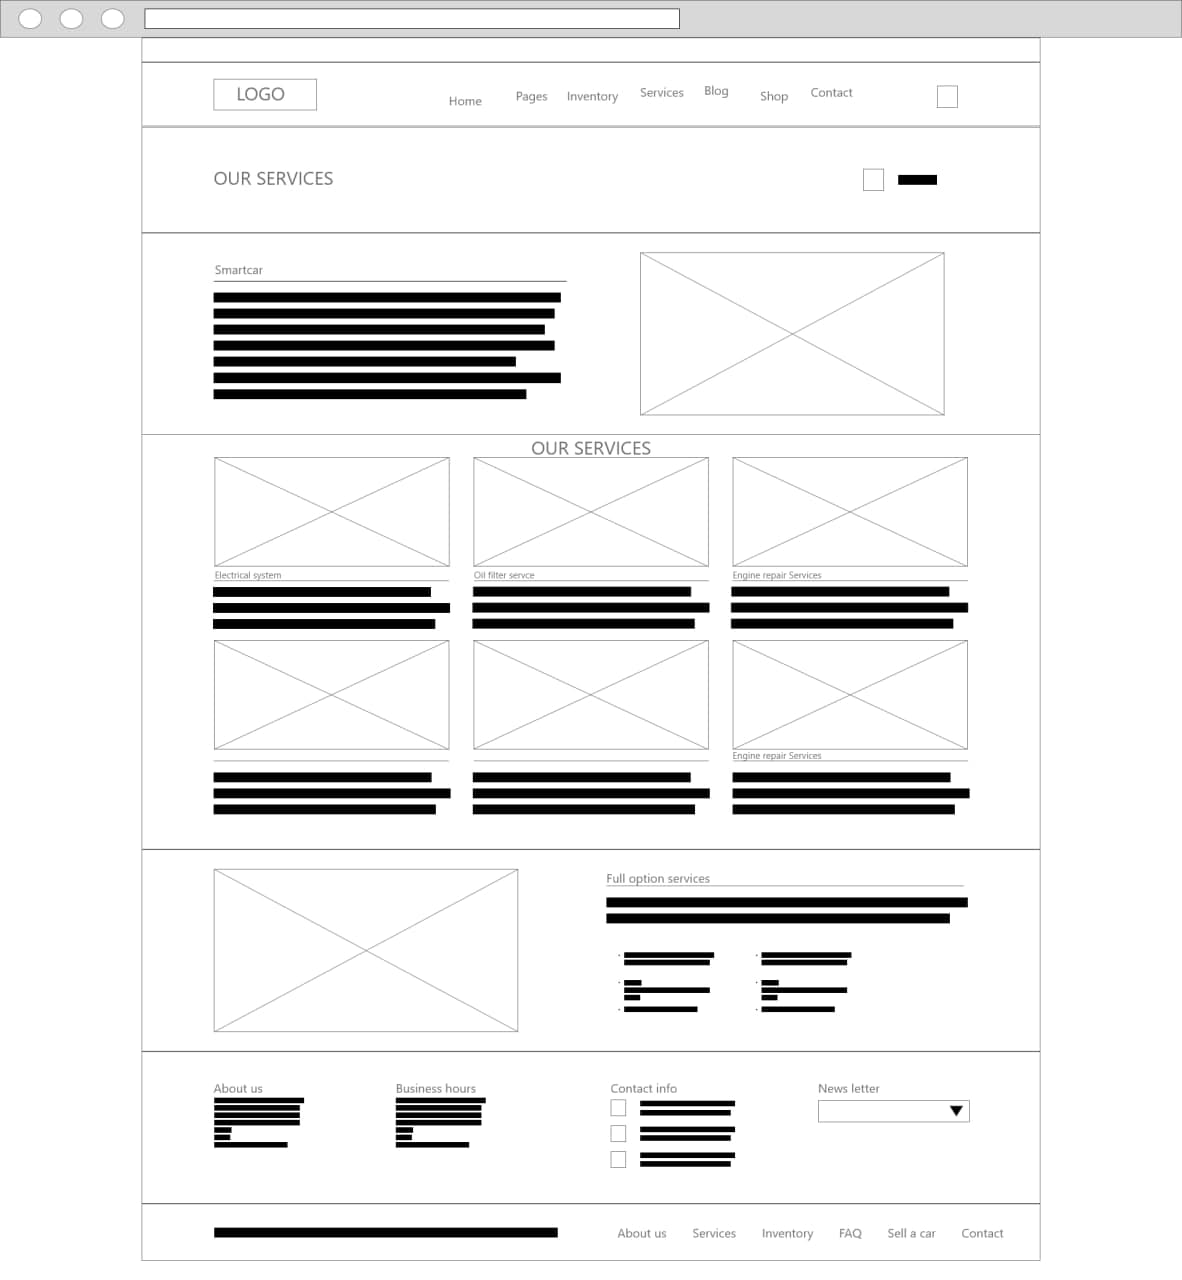 LOGO
Home Pages Inventory Services Blog Shop Contact
OUR SERVICES
Smartcar
OUR SERVICES
Electrical system
Oil filter servce
Engine repair Services
Engine repair Services
Full option services
About us
Business hours
Contact info
News letter
About us Services Inventory FAQ Sell a car Contact